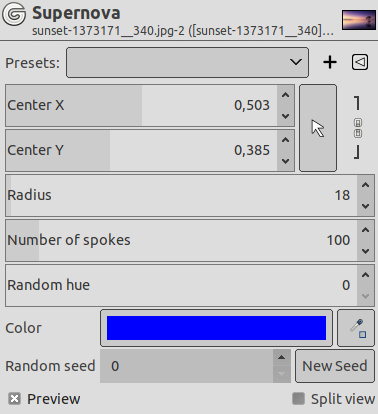 Supernova
sunset-1373171__340.jpg-2 ([sunset-1373171__340]…
Presets:
Center X 0,503
Center Y 0,385
Radius 18
Number of spokes 100
Random hue 0
Color
Random seed 0 New Seed
Preview Split view